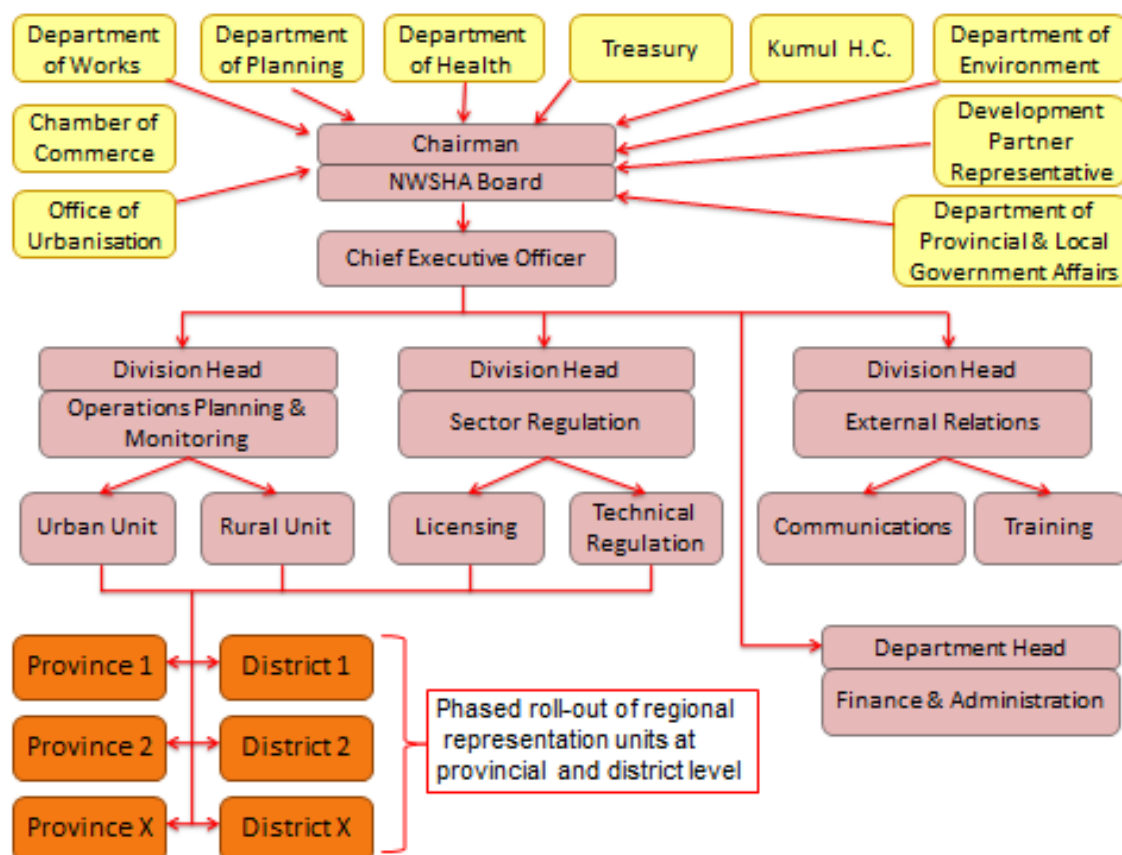 Department
of Works
Department
of Planning
Department
of Health
Treasury
Kumul H.C.
Department of
Environment
Chamber of
Commerce
Chairman
NWSHA Board
Development
Partner
Representative
Office of
Urbanisation
Chief Executive Officer
Department of
Provincial & Local
Government Affairs
Division Head
Operations Planning &
Monitoring
Division Head
Sector Regulation
Division Head
External Relations
Urban Unit
Rural Unit
Licensing
Technical
Regulation
Communications
Training
Province 1
District 1
Province 2
District 2
Province X
District X
Phased roll-out of regional
representation units at
provincial and district level
Department Head
Finance & Administration